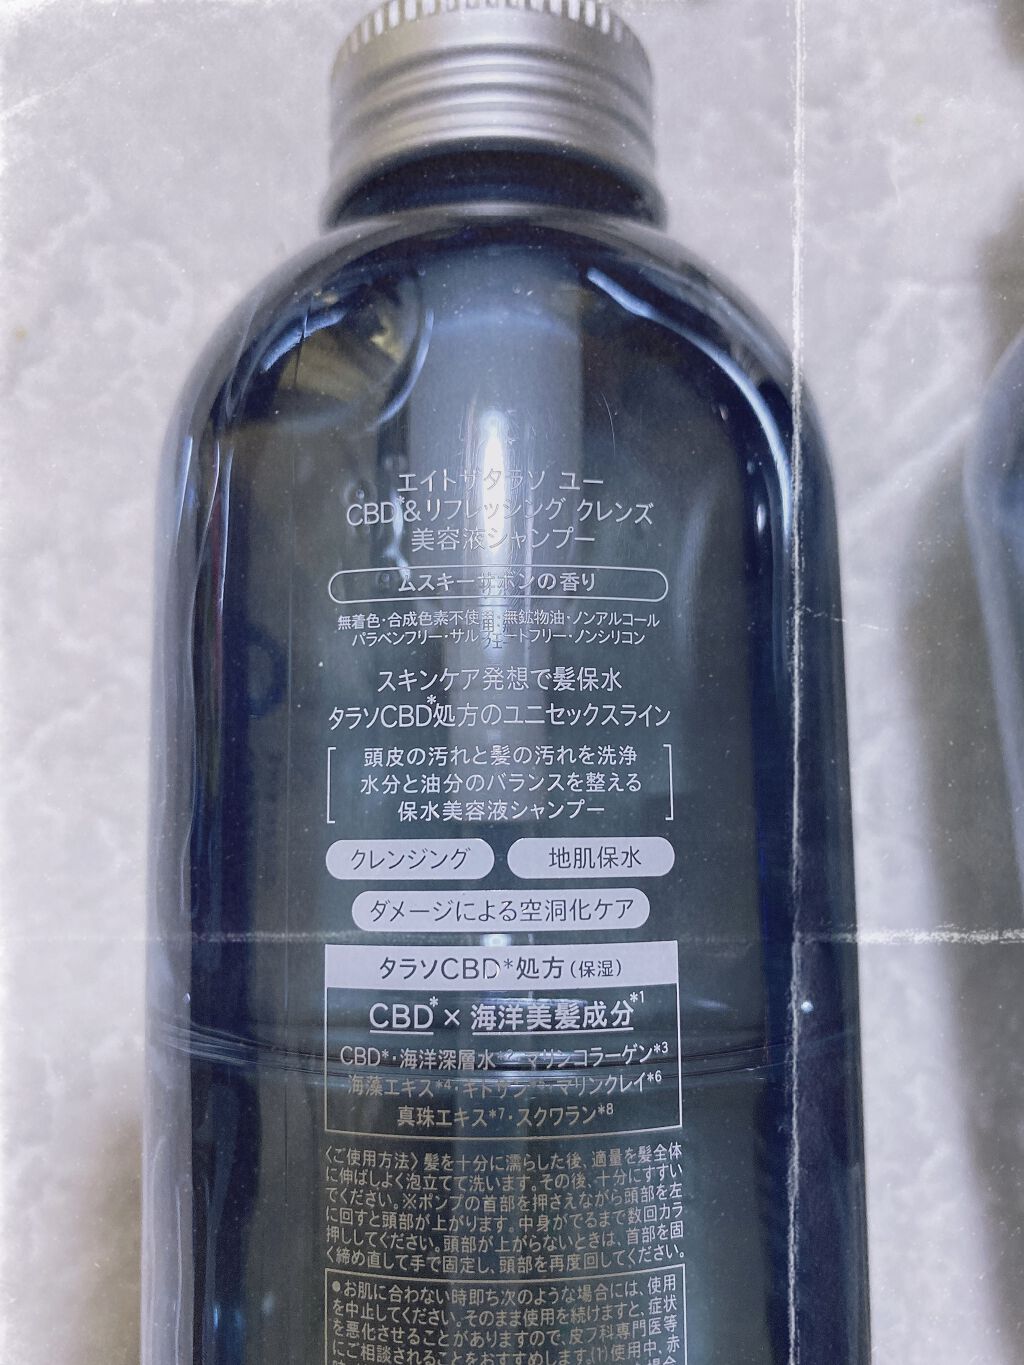 エイトザタラソ ユー
CBD*&リフレッシング クレンズ
美容液シャンプー
ムスキーサボンの香り
無着色・合成色素不使用・無鉱物油・ノンアルコール
パラベンフリー・サルフェートフリー・ノンシリコン
スキンケア発想で髪保水
タラソCBD*処方のユニセックスライン
頭皮の汚れと髪の汚れを洗浄
水分と油分のバランスを整える
保水美容液シャンプー
クレンジング 地肌保水
ダメージによる空洞化ケア
タラソCBD*処方(保湿)
CBD*×海洋美髪成分*1
CBD*・海洋深層水*2・マリンコラーゲン*3
海藻エキス*4・キトサン*5・マリンクレイ*6
真珠エキス*7・スクワラン*8
〈ご使用方法〉髪を十分に濡らした後、適量を髪全体
に伸ばしよく泡立てて洗います。その後、十分にすすい
でください。※ポンプの首部を押さえながら頭部を左
に回すと頭部が上がります。中身がでるまで数回カラ
押ししてください。頭部が上がらないときは、首部を固
く締め直して手で固定し、頭部を再度回してください。
●お肌に合わない時即ち次のような場合には、使用
を中止してください。そのまま使用を続けますと、症状
を悪化させることがありますので、皮フ科専門医等
にご相談されることをおすすめします。(1)使用中、赤